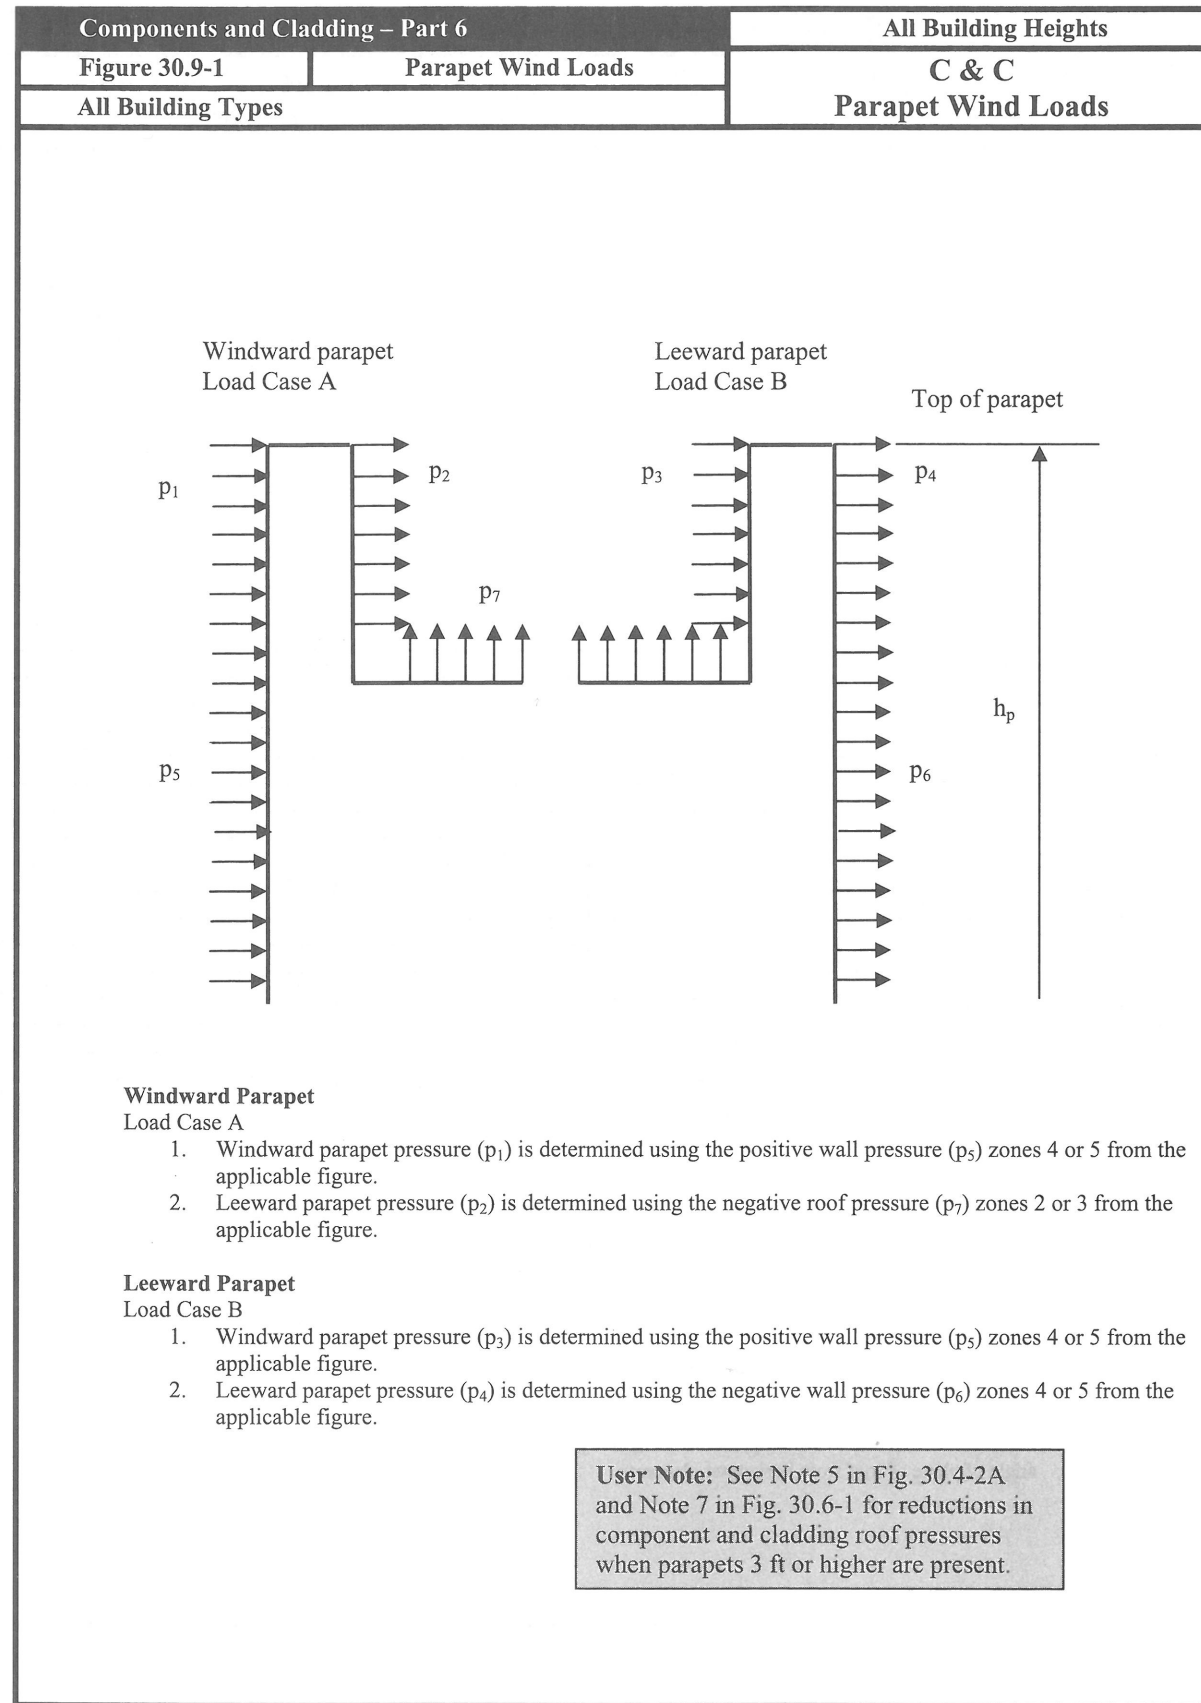 Components and Cladding – Part 6
All Building Heights
Figure 30.9-1
Parapet Wind Loads
C & C
Parapet Wind Loads
All Building Types
Windward parapet
Load Case A
Leeward parapet
Load Case B
Top of parapet
p₁
p₂
p₃
p₄
p₇
hₚ
p₅
p₆
Windward Parapet
Load Case A
1. Windward parapet pressure (p₁) is determined using the positive wall pressure (p₅) zones 4 or 5 from the
applicable figure.
2. Leeward parapet pressure (p₂) is determined using the negative roof pressure (p₇) zones 2 or 3 from the
applicable figure.
Leeward Parapet
Load Case B
1. Windward parapet pressure (p₃) is determined using the positive wall pressure (p₅) zones 4 or 5 from the
applicable figure.
2. Leeward parapet pressure (p₄) is determined using the negative wall pressure (p₆) zones 4 or 5 from the
applicable figure.
User Note: See Note 5 in Fig. 30.4-2A
and Note 7 in Fig. 30.6-1 for reductions in
component and cladding roof pressures
when parapets 3 ft or higher are present.